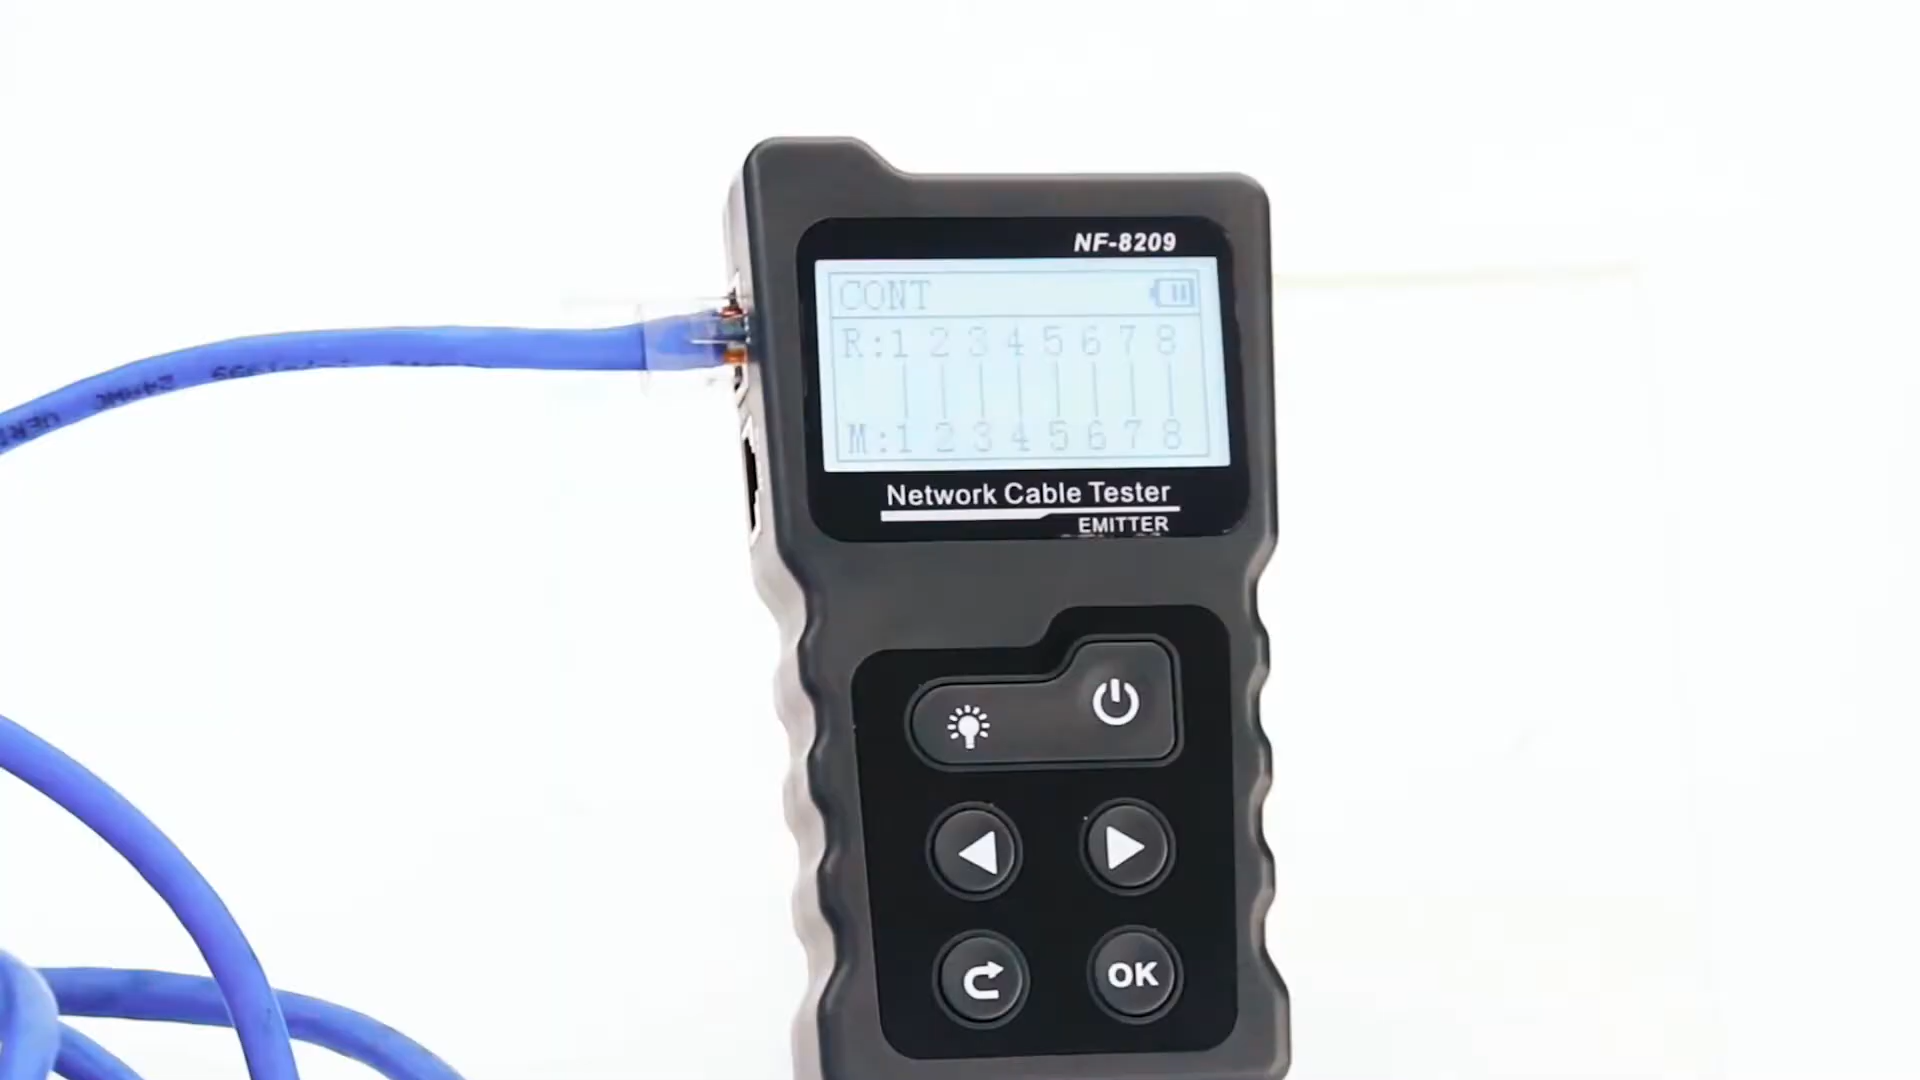 NF-8209
CONT
R:1 2 3 4 5 6 7 8
M:1 2 3 4 5 6 7 8
Network Cable Tester
EMITTER
OK
24AWG